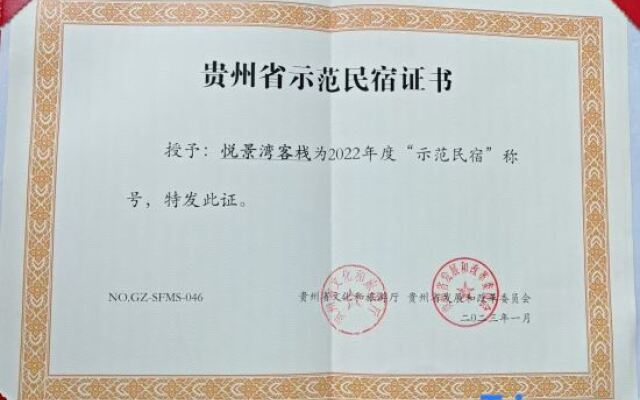 贵州省示范民宿证书
授予：悦景湾客栈为2022年度“示范民宿”称
号，特发此证。
NO.GZ-SFMS-046
贵州省文化和旅游厅 贵州省发展和改革委员会
二〇二三年一月